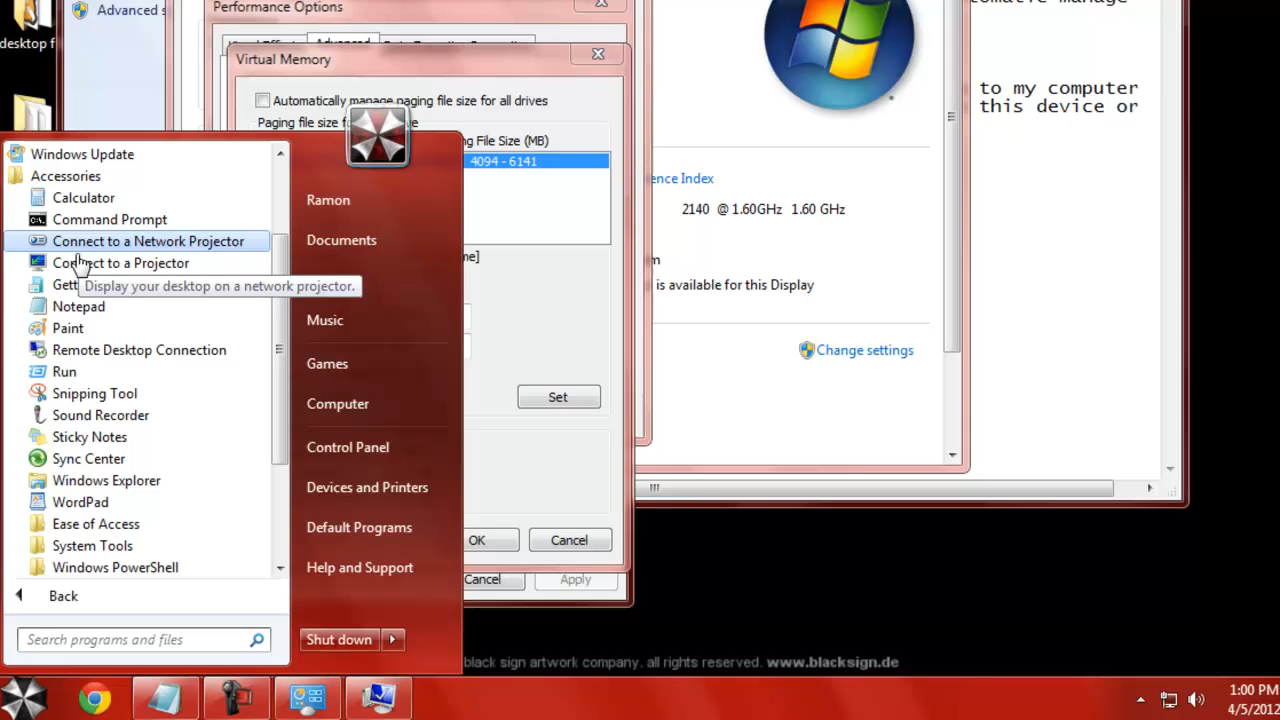 Advanced s
desktop f
Performance Options
Advanced
Virtual Memory
Automatically manage paging file size for all drives
Paging file size
ng File Size (MB)
4094 - 6141
me]
Set
OK
Cancel
Cancel
Apply
to my computer
this device or
ence Index
2140 @ 1.60GHz 1.60 GHz
m
is available for this Display
Change settings
Windows Update
Accessories
Calculator
Command Prompt
Connect to a Network Projector
Connect to a Projector
Gett
Display your desktop on a network projector.
Notepad
Paint
Remote Desktop Connection
Run
Snipping Tool
Sound Recorder
Sticky Notes
Sync Center
Windows Explorer
WordPad
Ease of Access
System Tools
Windows PowerShell
Back
Search programs and files
Ramon
Documents
Music
Games
Computer
Control Panel
Devices and Printers
Default Programs
Help and Support
Shut down
black sign artwork company. all rights reserved. www.blacksign.de
1:00 PM
4/5/2012